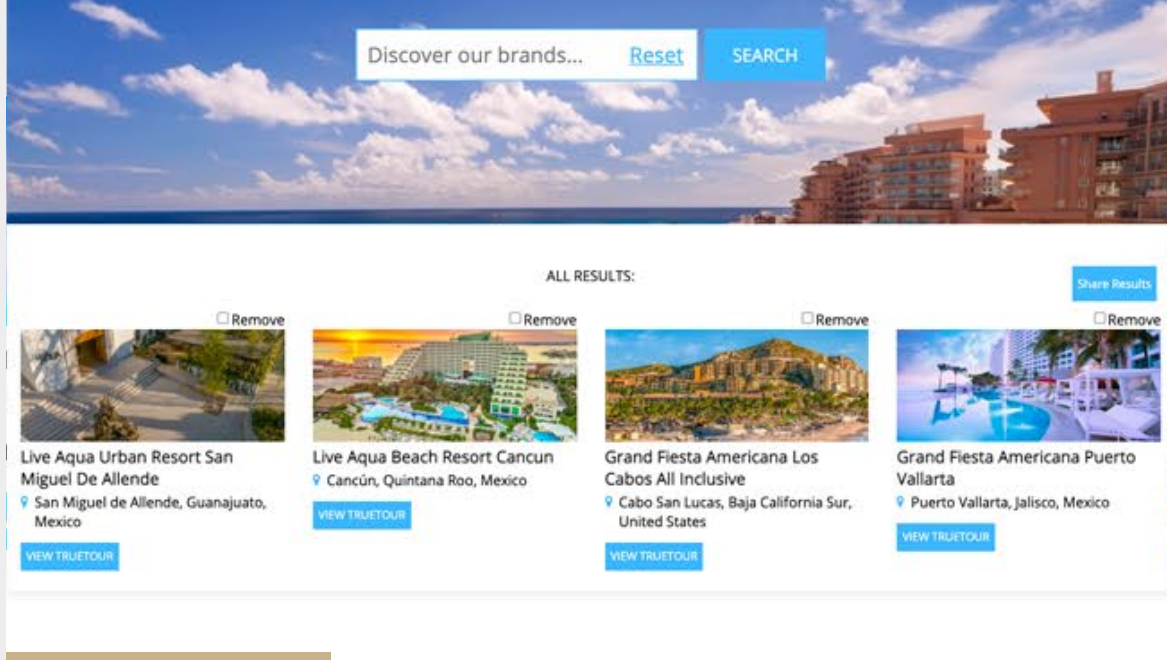 Discover our brands...
Reset
SEARCH
ALL RESULTS:
Share Results
Remove
Remove
Remove
Remove
Live Aqua Urban Resort San
Miguel De Allende
San Miguel de Allende, Guanajuato,
Mexico
VIEW TRUETOUR
Live Aqua Beach Resort Cancun
Cancún, Quintana Roo, Mexico
VIEW TRUETOUR
Grand Fiesta Americana Los
Cabos All Inclusive
Cabo San Lucas, Baja California Sur,
United States
VIEW TRUETOUR
Grand Fiesta Americana Puerto
Vallarta
Puerto Vallarta, Jalisco, Mexico
VIEW TRUETOUR